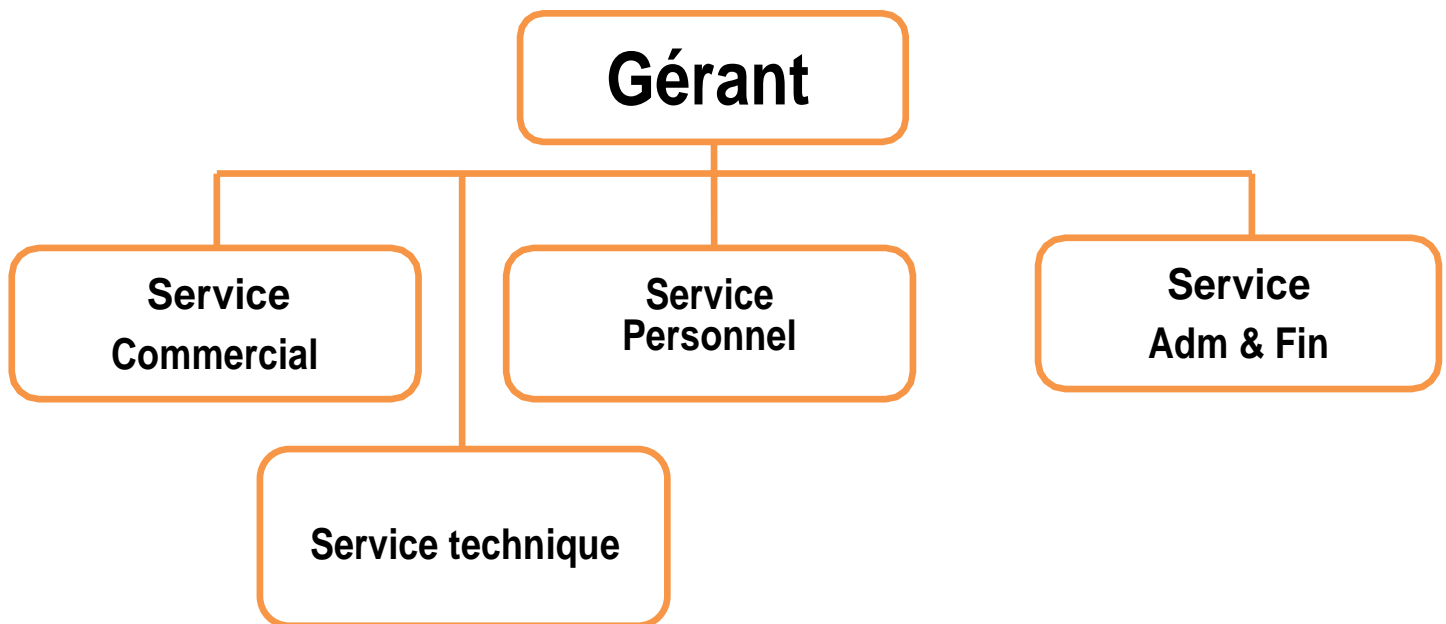 Gérant
Service
Commercial
Service
Personnel
Service
Adm & Fin
Service technique